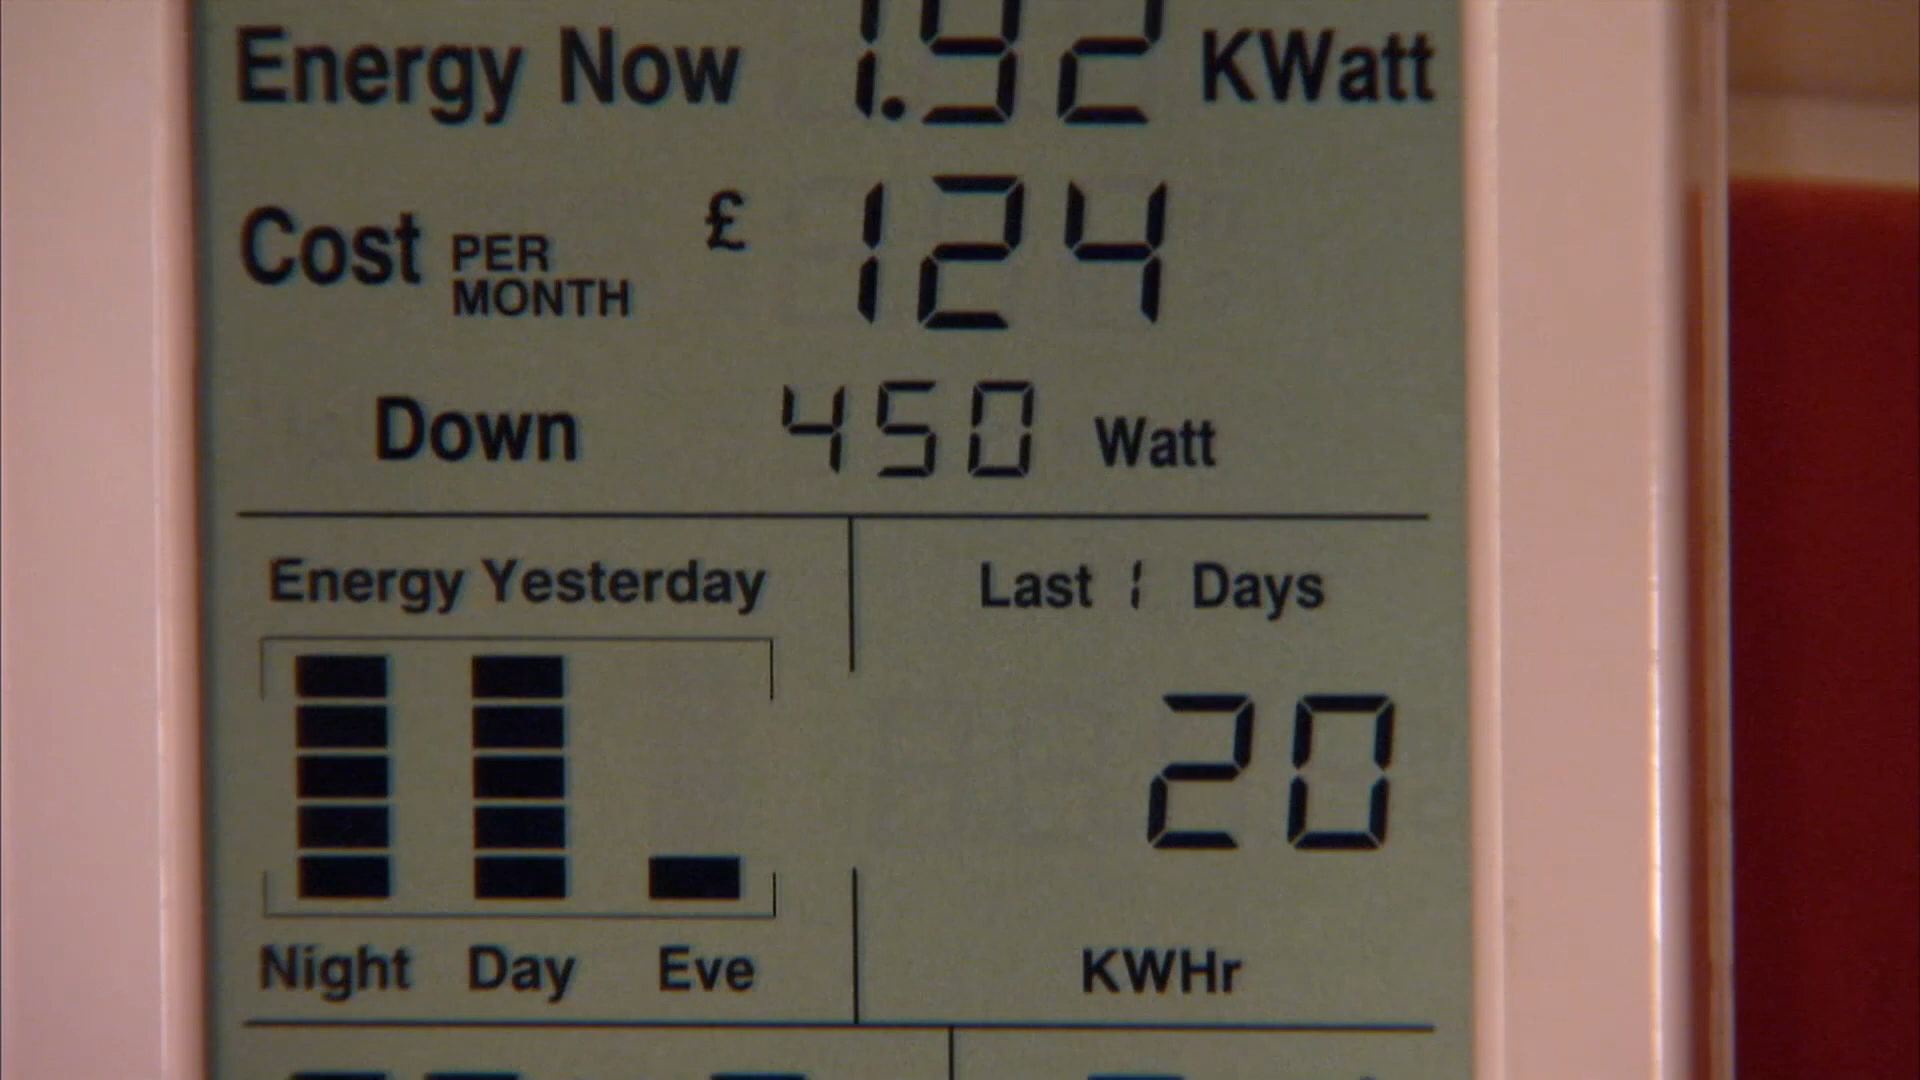 Energy Now 1.92 KWatt
Cost PER MONTH £ 124
Down 450 Watt
Energy Yesterday
Last 1 Days
20
Night Day Eve
KWHr